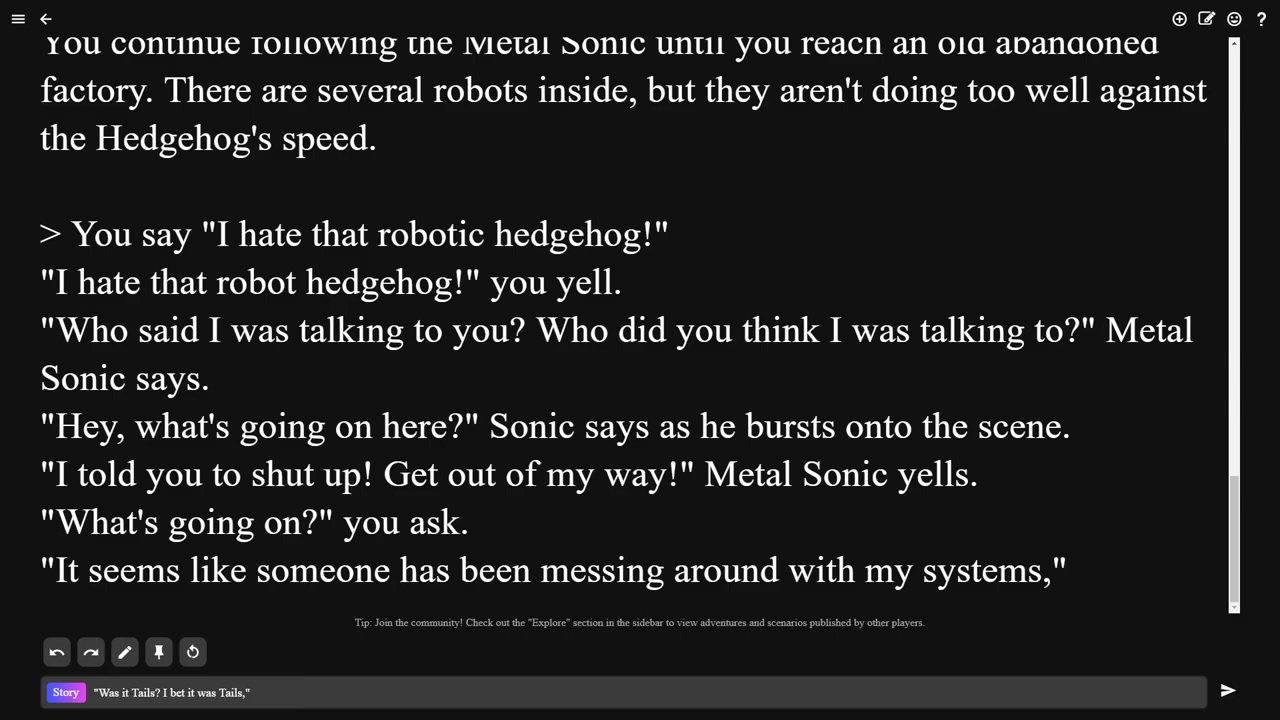 You continue following the Metal Sonic until you reach an old abandoned
factory. There are several robots inside, but they aren't doing too well against
the Hedgehog's speed.
> You say "I hate that robotic hedgehog!"
"I hate that robot hedgehog!" you yell.
"Who said I was talking to you? Who did you think I was talking to?" Metal
Sonic says.
"Hey, what's going on here?" Sonic says as he bursts onto the scene.
"I told you to shut up! Get out of my way!" Metal Sonic yells.
"What's going on?" you ask.
"It seems like someone has been messing around with my systems,"
Tip: Join the community! Check out the "Explore" section in the sidebar to view adventures and scenarios published by other players.
Story "Was it Tails? I bet it was Tails,"